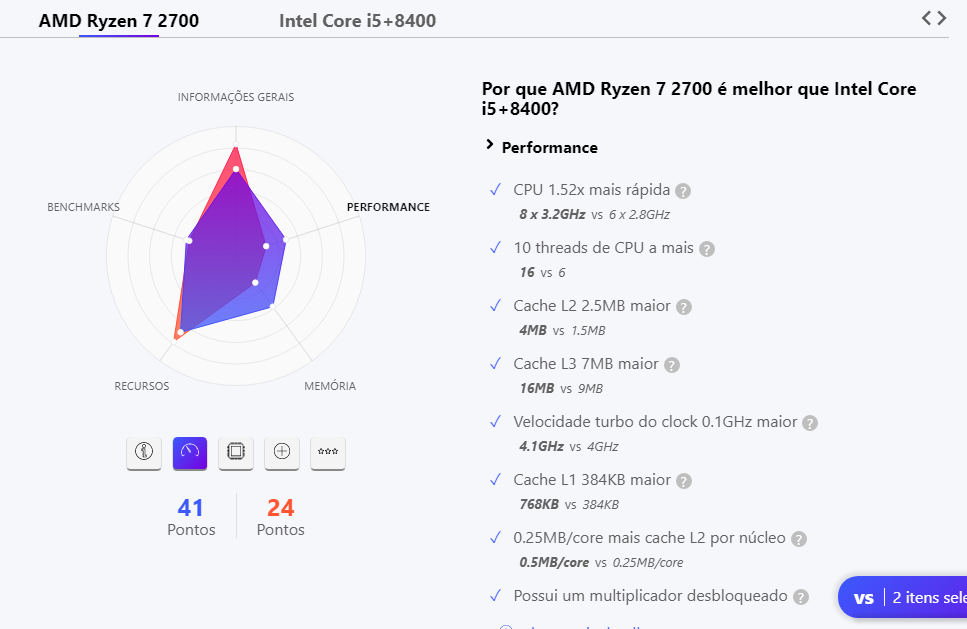 AMD Ryzen 7 2700
Intel Core i5+8400
INFORMAÇÕES GERAIS
BENCHMARKS
PERFORMANCE
RECURSOS
MEMÓRIA
41
Pontos
24
Pontos
Por que AMD Ryzen 7 2700 é melhor que Intel Core
i5+8400?
Performance
CPU 1.52x mais rápida ?
8 x 3.2GHz vs 6 x 2.8GHz
10 threads de CPU a mais ?
16 vs 6
Cache L2 2.5MB maior ?
4MB vs 1.5MB
Cache L3 7MB maior ?
16MB vs 9MB
Velocidade turbo do clock 0.1GHz maior ?
4.1GHz vs 4GHz
Cache L1 384KB maior ?
768KB vs 384KB
0.25MB/core mais cache L2 por núcleo ?
0.5MB/core vs 0.25MB/core
Possui um multiplicador desbloqueado ?
vs 2 itens sele